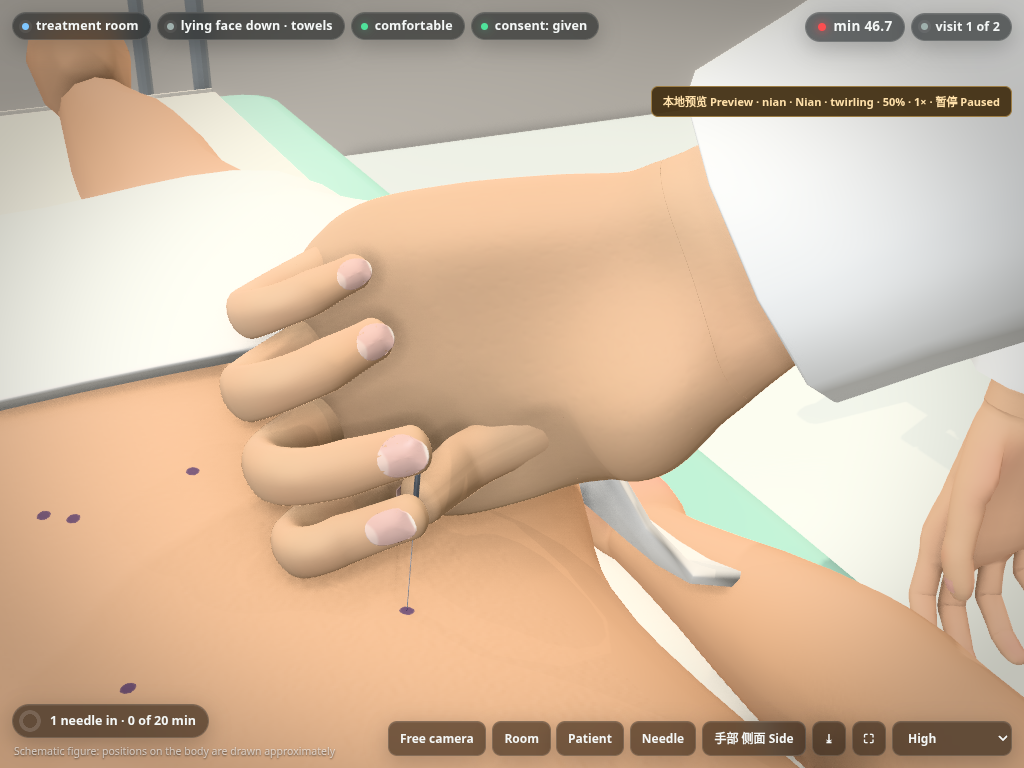 treatment room
lying face down · towels
comfortable
consent: given
min 46.7
visit 1 of 2
本地预览 Preview · nian · Nian · twirling · 50% · 1× · 暂停 Paused
1 needle in · 0 of 20 min
Schematic figure: positions on the body are drawn approximately
Free camera
Room
Patient
Needle
手部 侧面 Side
High